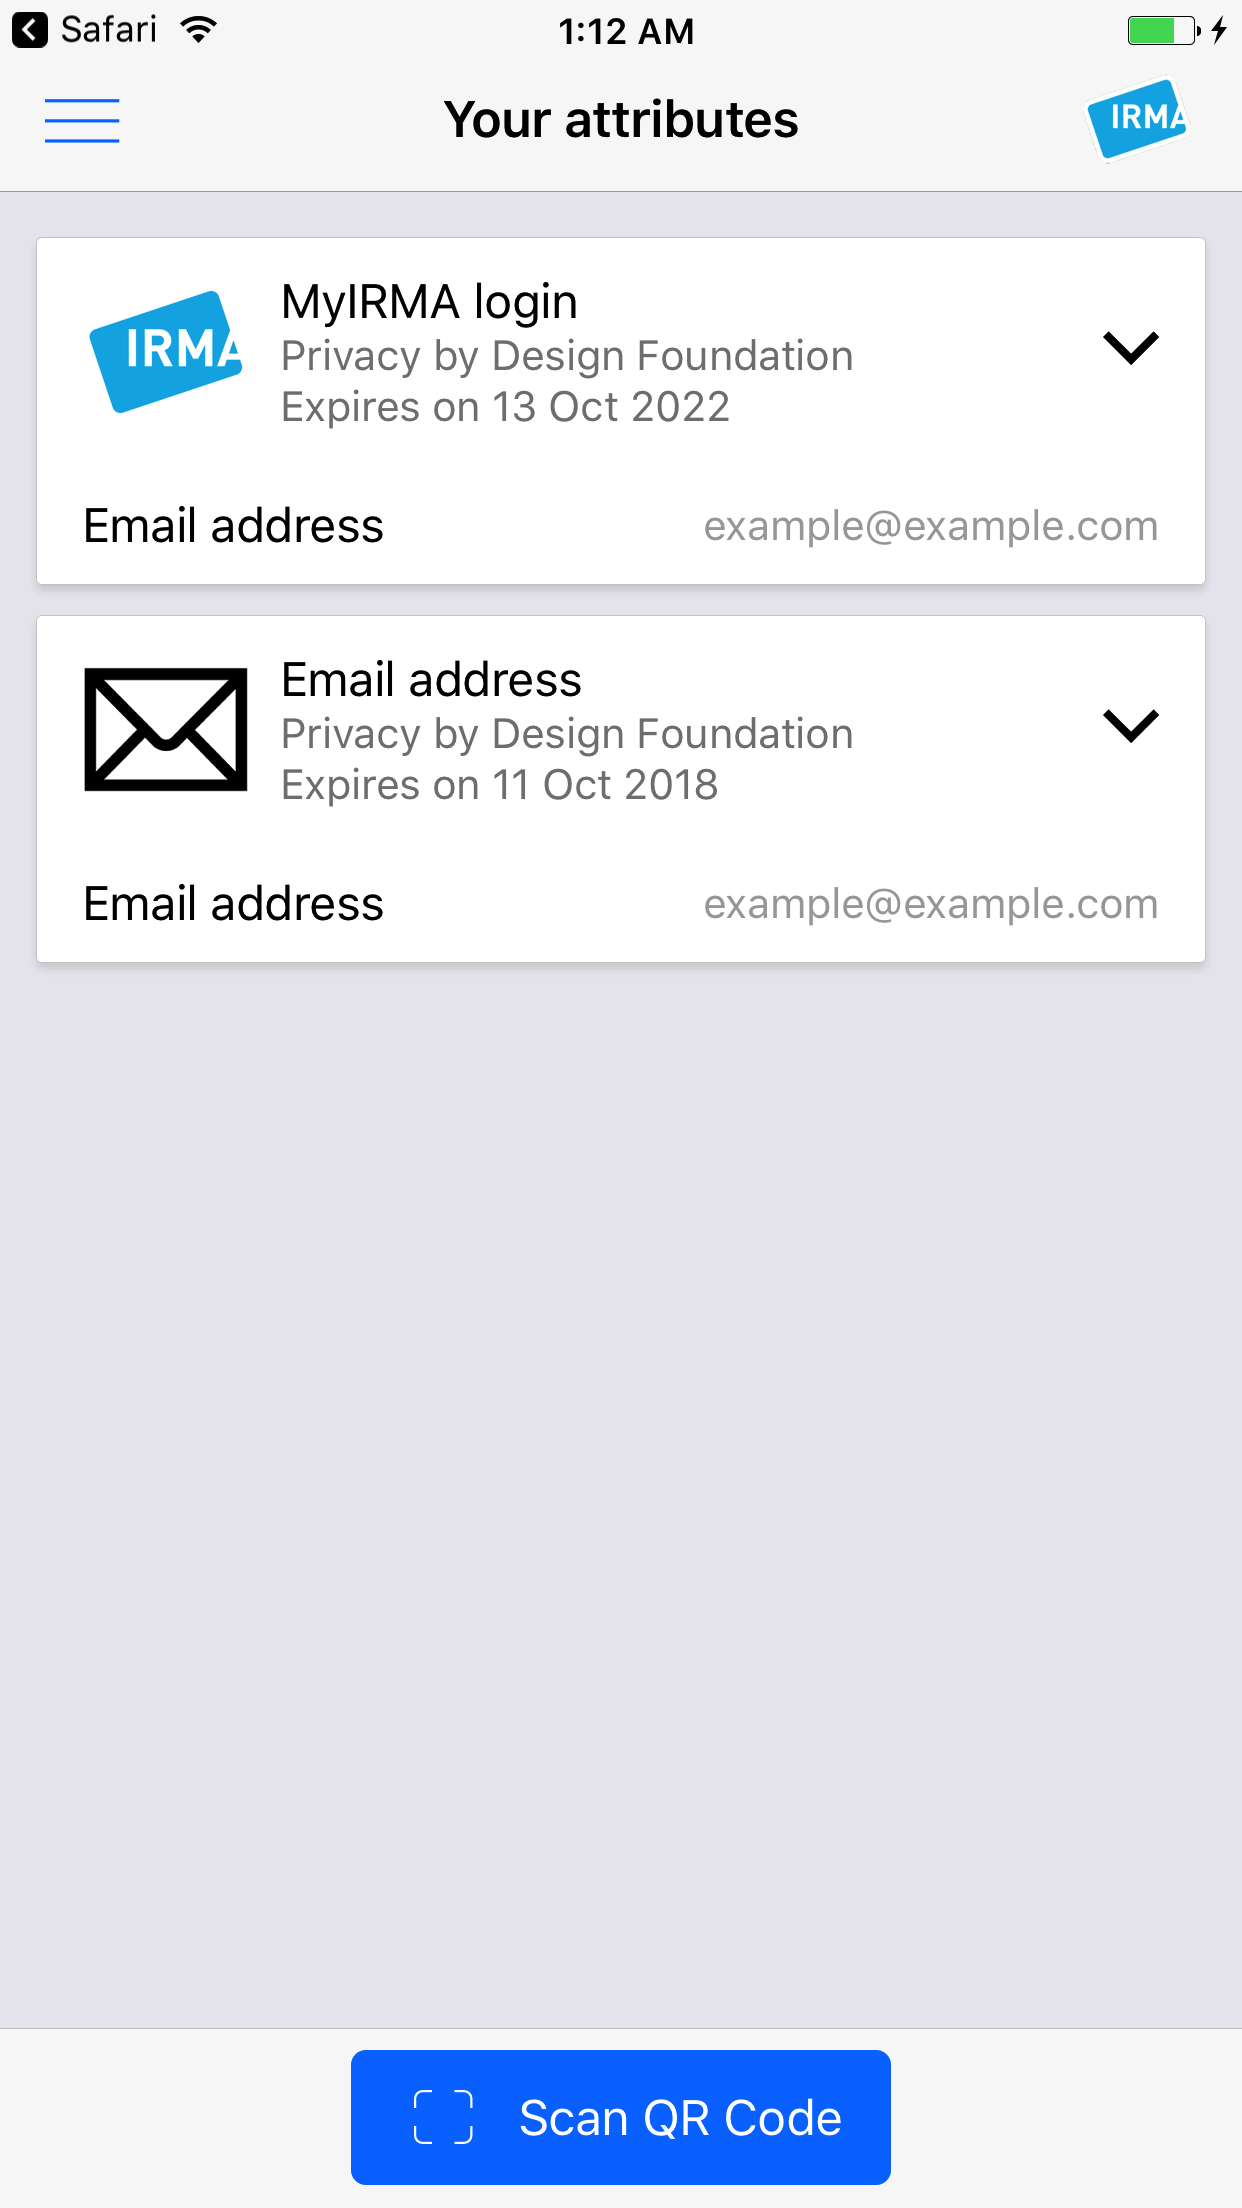 Safari
1:12 AM
Your attributes
IRMA
IRMA
MyIRMA login
Privacy by Design Foundation
Expires on 13 Oct 2022
Email address
example@example.com
Email address
Privacy by Design Foundation
Expires on 11 Oct 2018
Email address
example@example.com
Scan QR Code